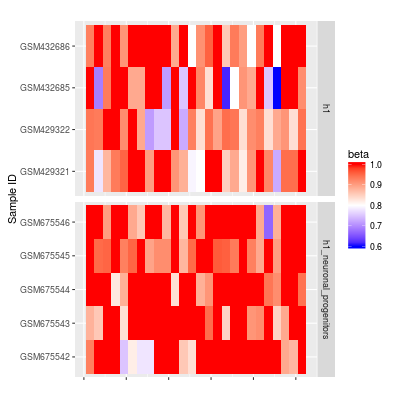 GSM432686
GSM432685
GSM429322
GSM429321
h1
GSM675546
GSM675545
GSM675544
GSM675543
GSM675542
h1_neuronal_progenitors
Sample ID
beta
1.0
0.9
0.8
0.7
0.6